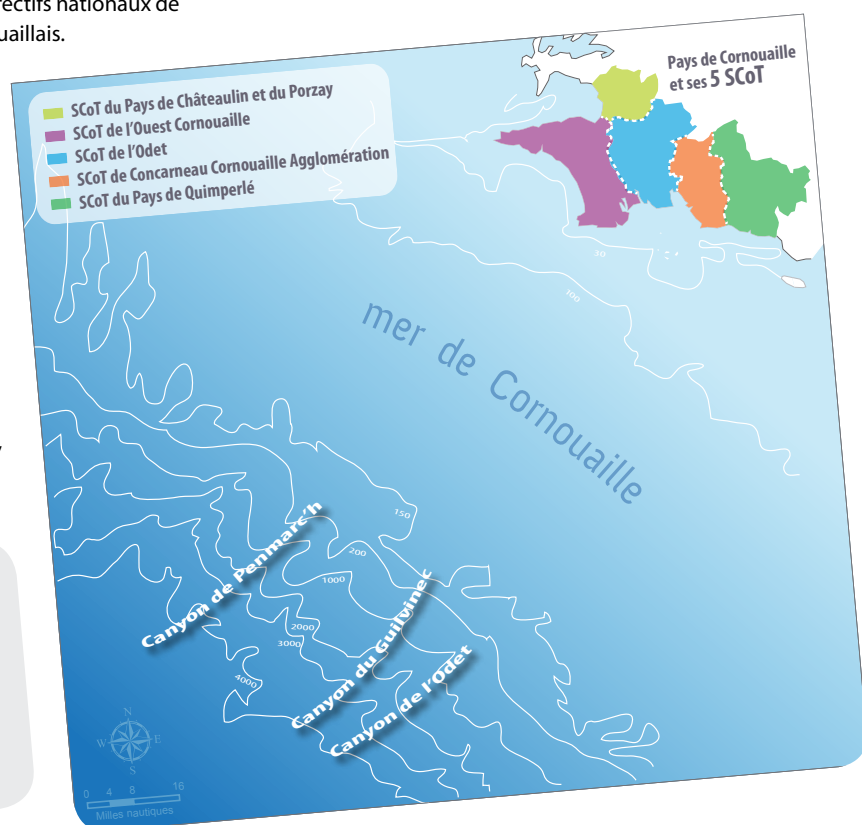 ectifs nationaux de
uaillais.
Pays de Cornouaille
et ses 5 SCoT
SCoT du Pays de Châteaulin et du Porzay
SCoT de l'Ouest Cornouaille
SCoT de l'Odet
SCoT de Concarneau Cornouaille Agglomération
SCoT du Pays de Quimperlé
30
100
mer de Cornouaille
150
200
1000
2000
3000
4000
Canyon de Penmarc'h
Canyon du Guilvinec
Canyon de l'Odet
N
W E
S
0 4 8 16
Milles nautiques